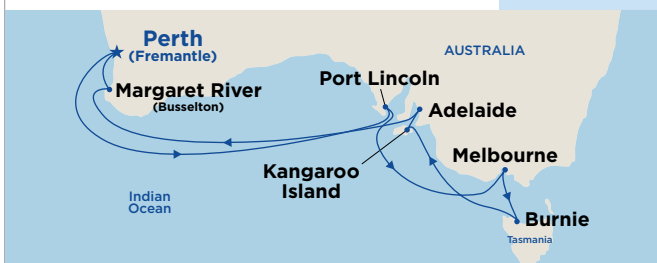 Perth
(Fremantle)
AUSTRALIA
Port Lincoln
Margaret River
(Busselton)
Adelaide
Melbourne
Kangaroo
Island
Indian
Ocean
Burnie
Tasmania